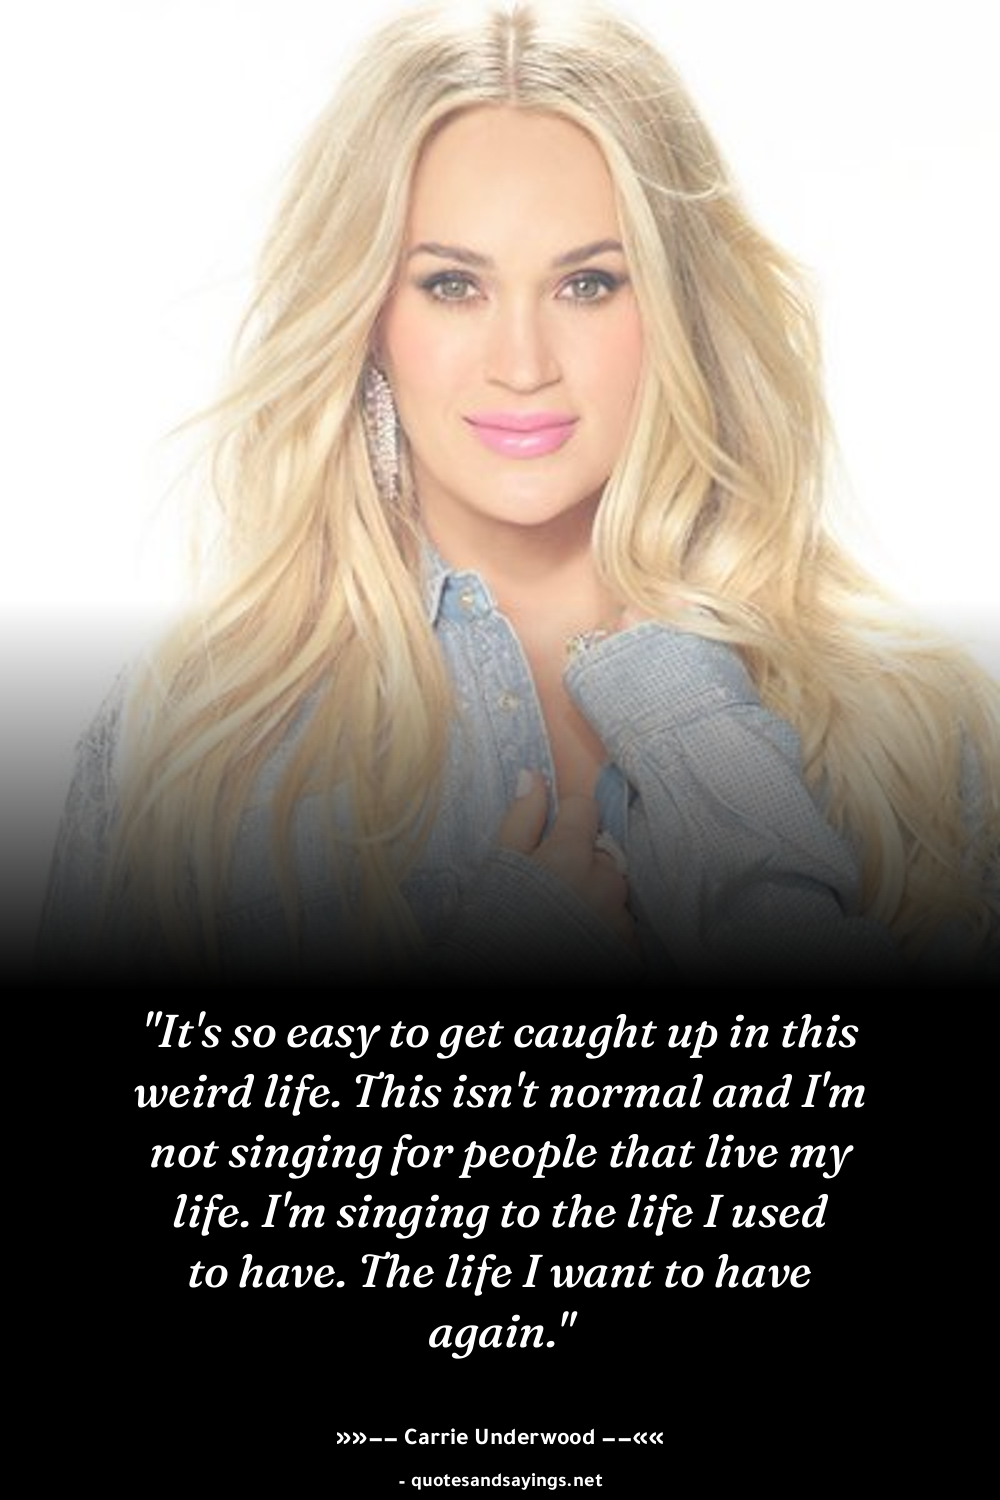 "It's so easy to get caught up in this
weird life. This isn't normal and I'm
not singing for people that live my
life. I'm singing to the life I used
to have. The life I want to have
again."
»»–– Carrie Underwood ––««
- quotesandsayings.net